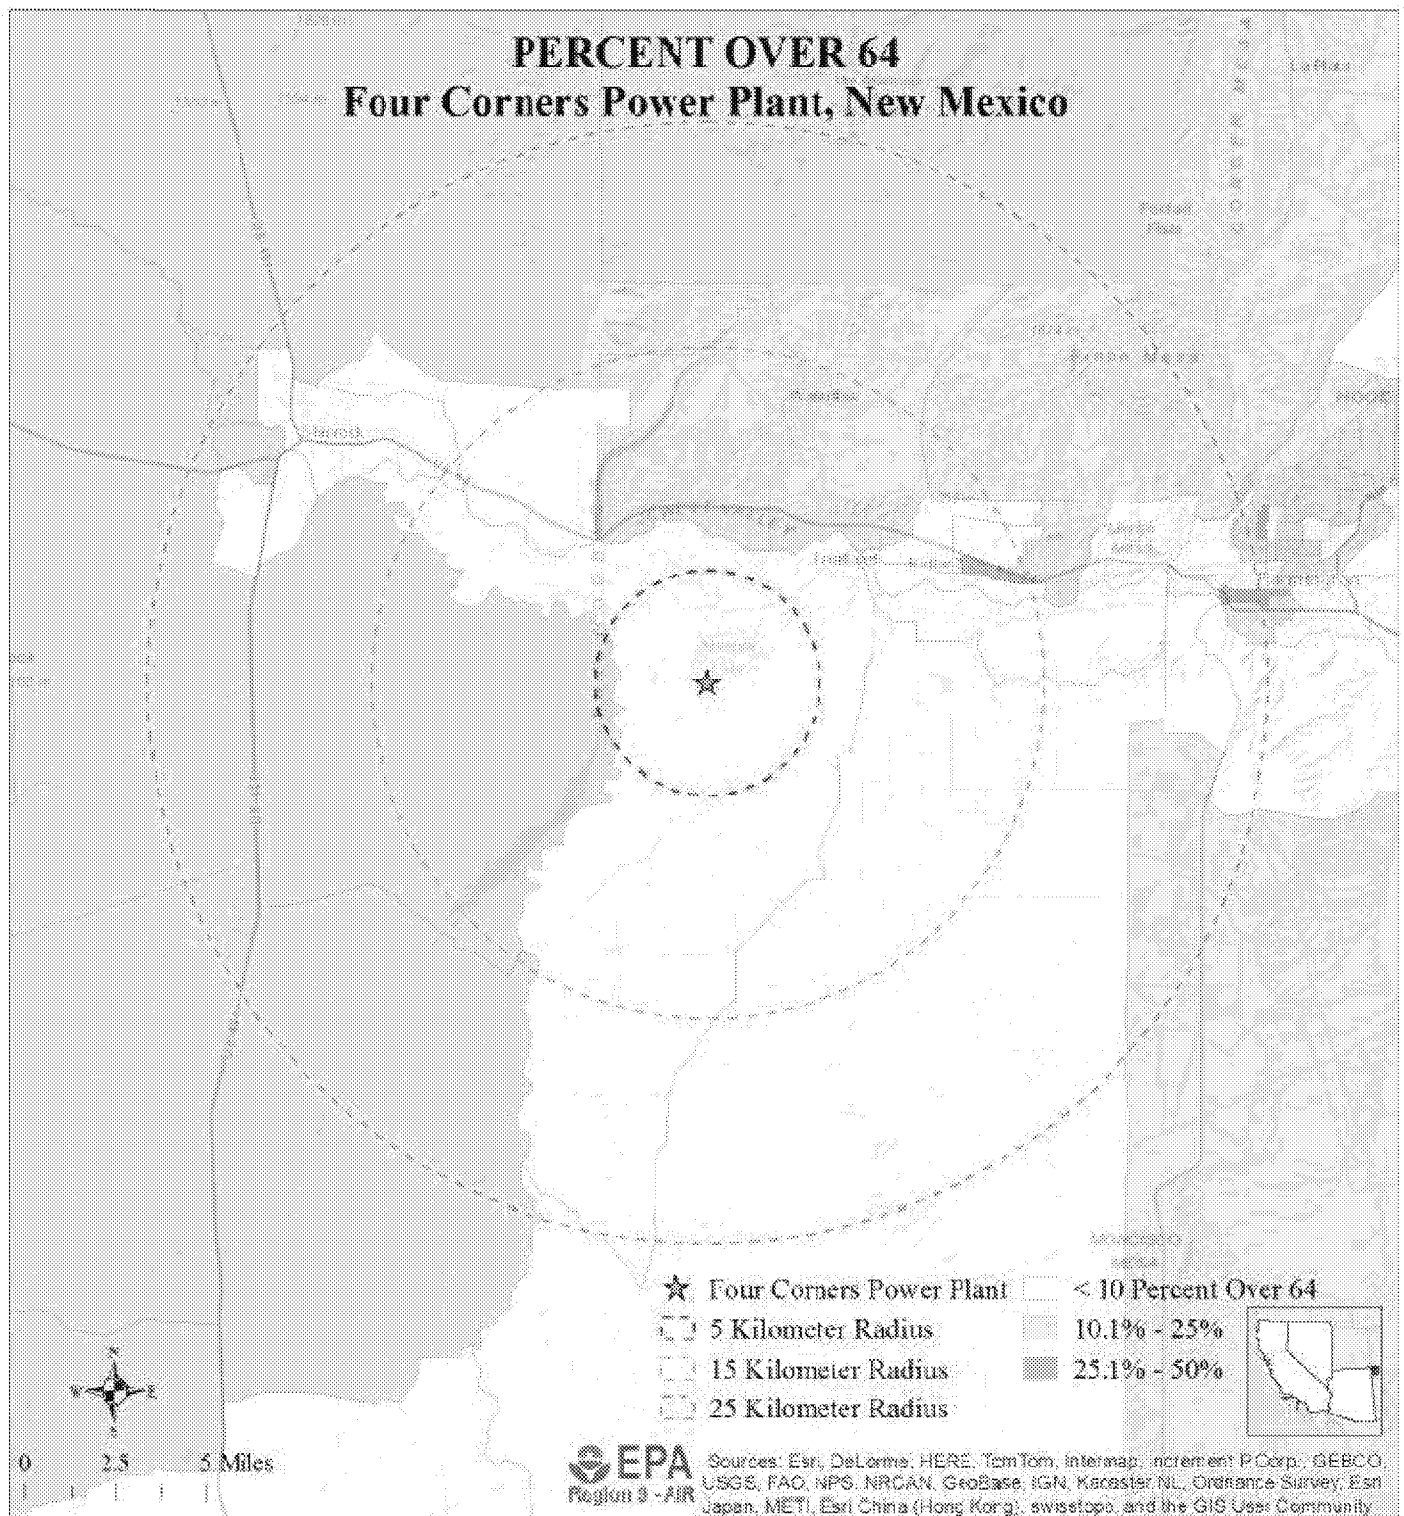 PERCENT OVER 64
Four Corners Power Plant, New Mexico
Four Corners Power Plant
5 Kilometer Radius
15 Kilometer Radius
25 Kilometer Radius
< 10 Percent Over 64
10.1% - 25%
25.1% - 50%
N
W E
S
0 2.5 5 Miles
EPA
Region 9 - AIR
Sources: Esri, DeLorme, HERE, TomTom, Intermap, increment P Corp., GEBCO,
USGS, FAO, NPS, NRCAN, GeoBase, IGN, Kadaster NL, Ordnance Survey, Esri
Japan, METI, Esri China (Hong Kong), swisstopo, and the GIS User Community